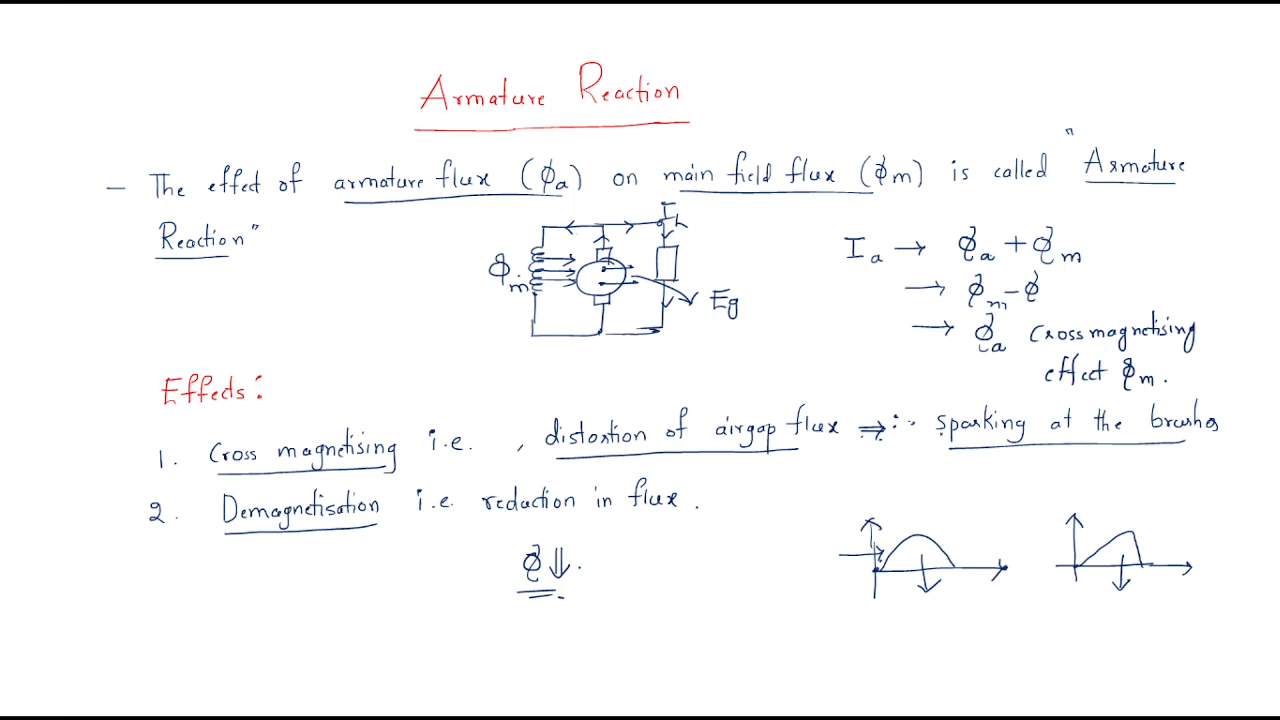 Armature Reaction
- The effect of armature flux (ϕa) on main field flux (ϕm) is called "Armature
Reaction"
IL
ϕm
Eg
Ia → ϕa + ϕm
→ ϕm - ϕ
→ ϕa Crossmagnetising
effect ϕm.
Effects:
1. Cross magnetising i.e. , distortion of airgap flux ⇒ ∴ sparking at the brushes
2. Demagnetisation i.e. reduction in flux.
ϕ⇓.